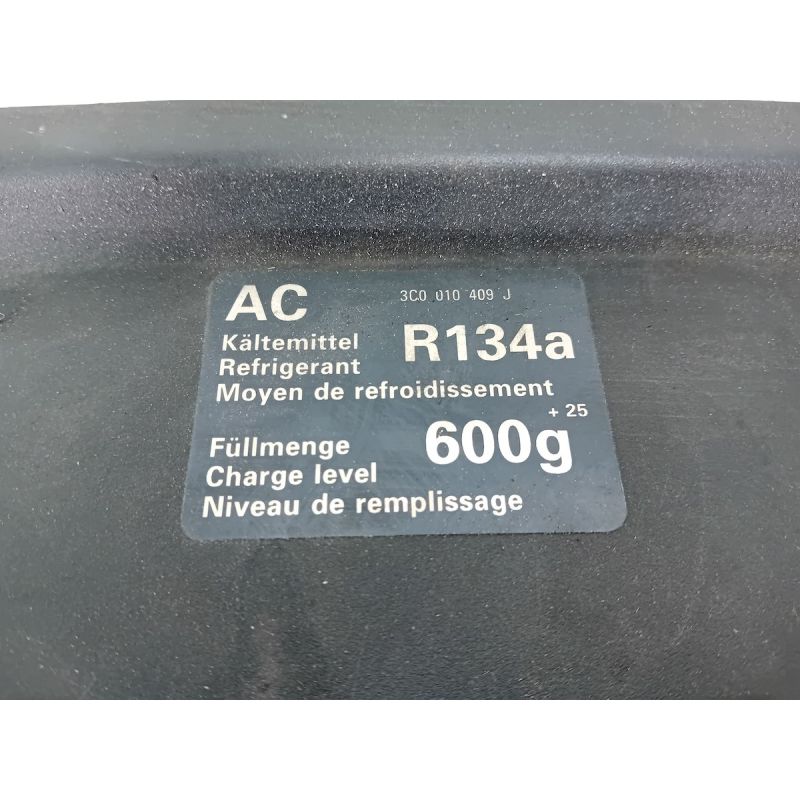 AC 3C0 010 409 J
Kältemittel R134a
Refrigerant
Moyen de refroidissement
Füllmenge 600g + 25
Charge level
Niveau de remplissage